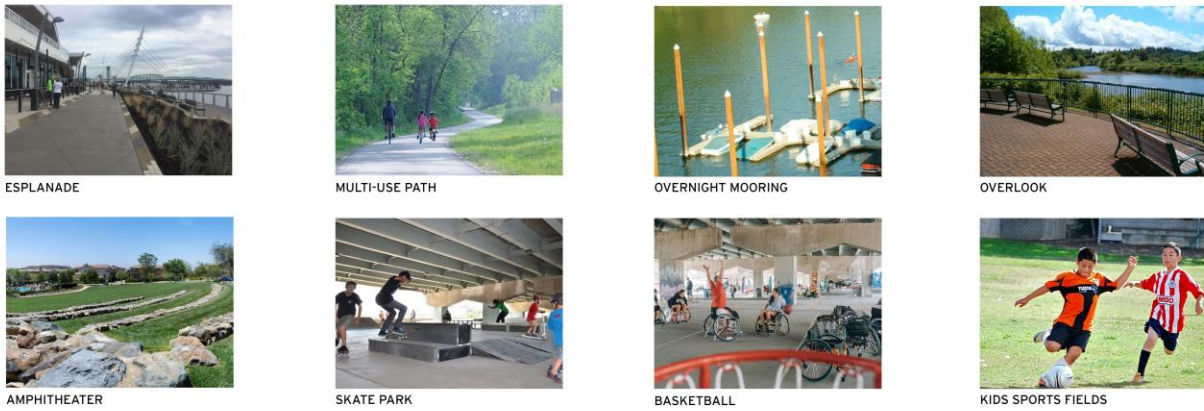 ESPLANADE
MULTI-USE PATH
OVERNIGHT MOORING
OVERLOOK
AMPHITHEATER
SKATE PARK
BASKETBALL
KIDS SPORTS FIELDS